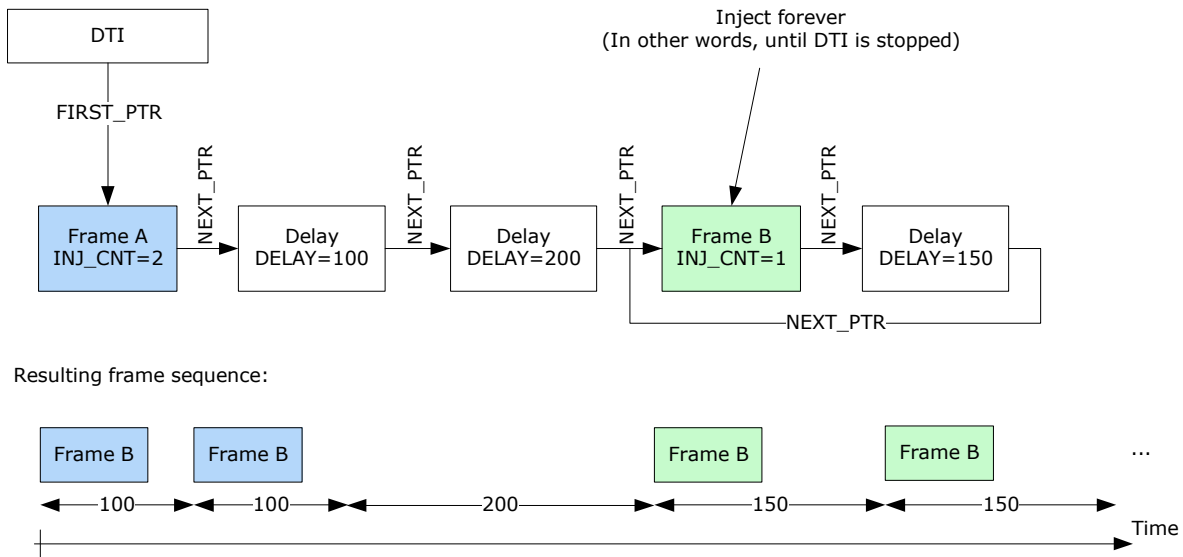 DTI
Inject forever
(In other words, until DTI is stopped)
FIRST_PTR
NEXT_PTR
NEXT_PTR
NEXT_PTR
NEXT_PTR
Frame A
INJ_CNT=2
Delay
DELAY=100
Delay
DELAY=200
Frame B
INJ_CNT=1
Delay
DELAY=150
NEXT_PTR
Resulting frame sequence:
Frame B
Frame B
Frame B
Frame B
...
100
100
200
150
150
Time